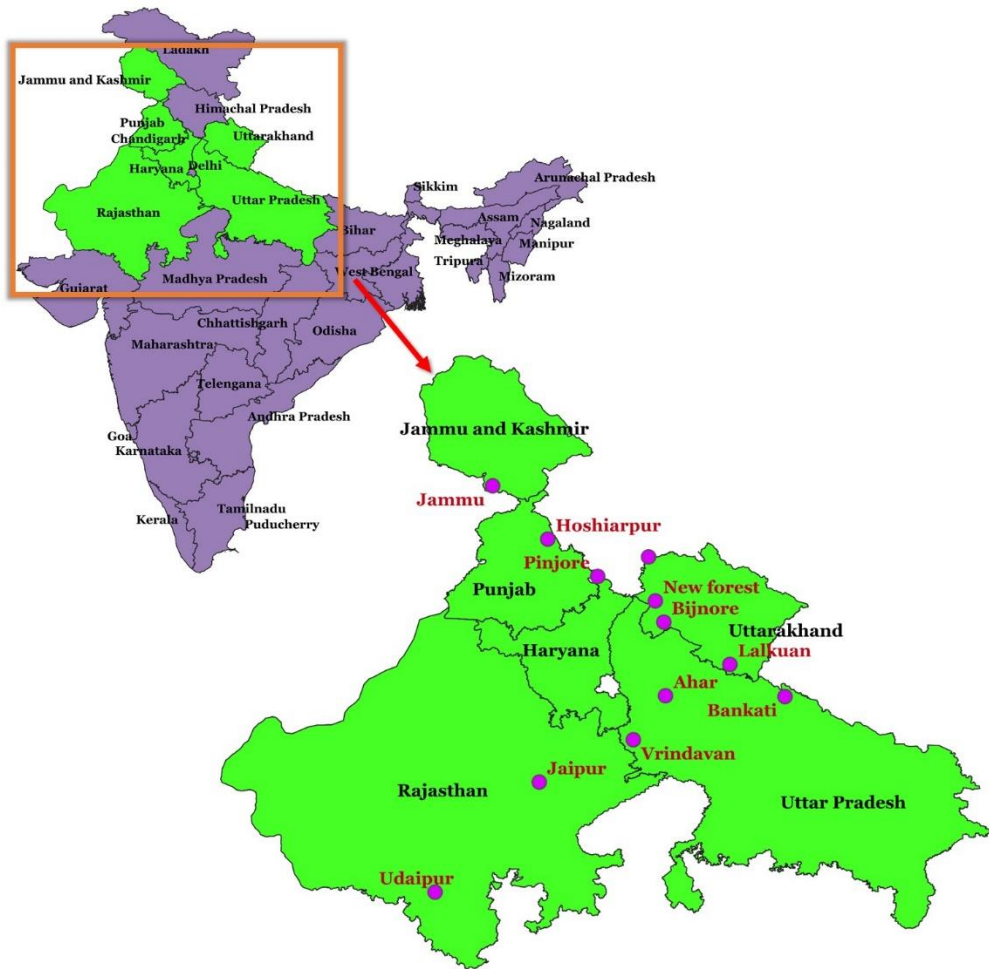 Ladakh
Jammu and Kashmir
Himachal Pradesh
Punjab
Chandigarh
Uttarakhand
Haryana
Delhi
Uttar Pradesh
Rajasthan
Sikkim
Arunachal Pradesh
Assam
Nagaland
Bihar
Meghalaya
Manipur
Tripura
Mizoram
West Bengal
Madhya Pradesh
Gujarat
Chhattishgarh
Odisha
Maharashtra
Telengana
Andhra Pradesh
Goa
Karnataka
Tamilnadu
Puducherry
Kerala
Jammu and Kashmir
Jammu
Hoshiarpur
Pinjore
Punjab
New forest
Bijnore
Uttarakhand
Haryana
Lalkuan
Ahar
Bankati
Vrindavan
Jaipur
Rajasthan
Uttar Pradesh
Udaipur